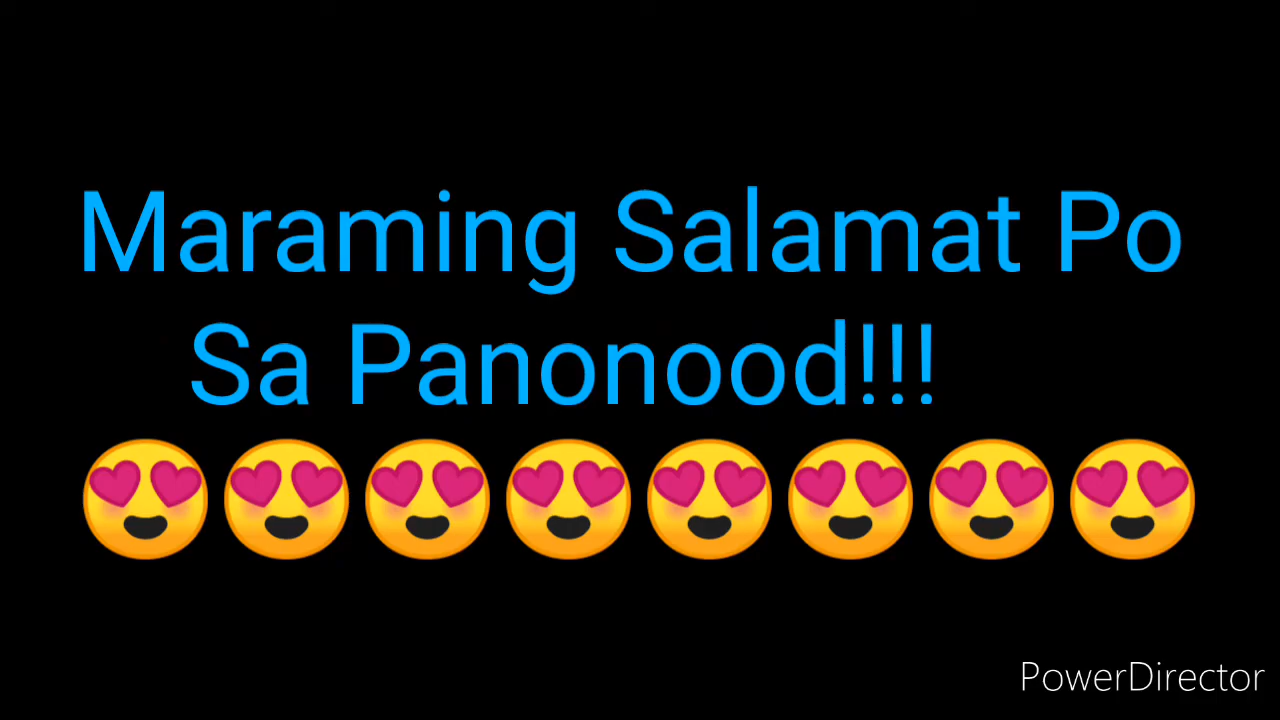 Maraming Salamat Po
Sa Panonood!!!
😍😍😍😍😍😍😍😍
PowerDirector